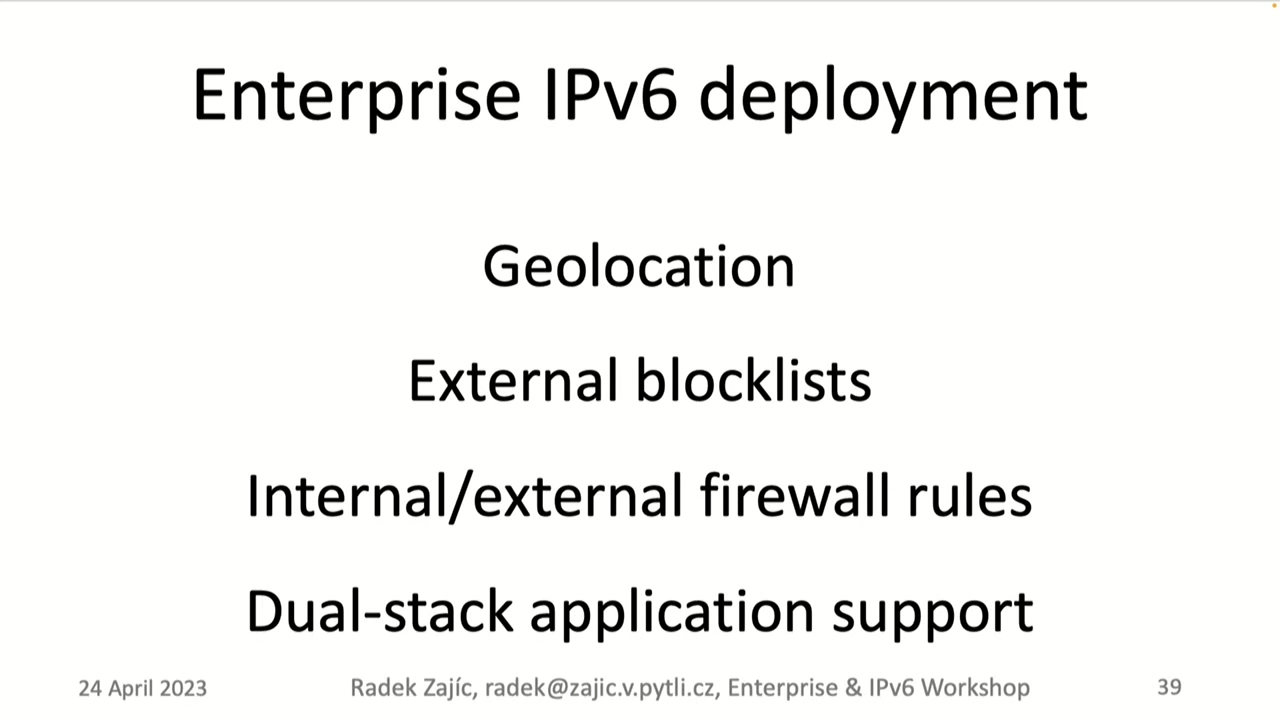 Enterprise IPv6 deployment
Geolocation
External blocklists
Internal/external firewall rules
Dual-stack application support
24 April 2023
Radek Zajíc, radek@zajic.v.pytli.cz, Enterprise & IPv6 Workshop
39